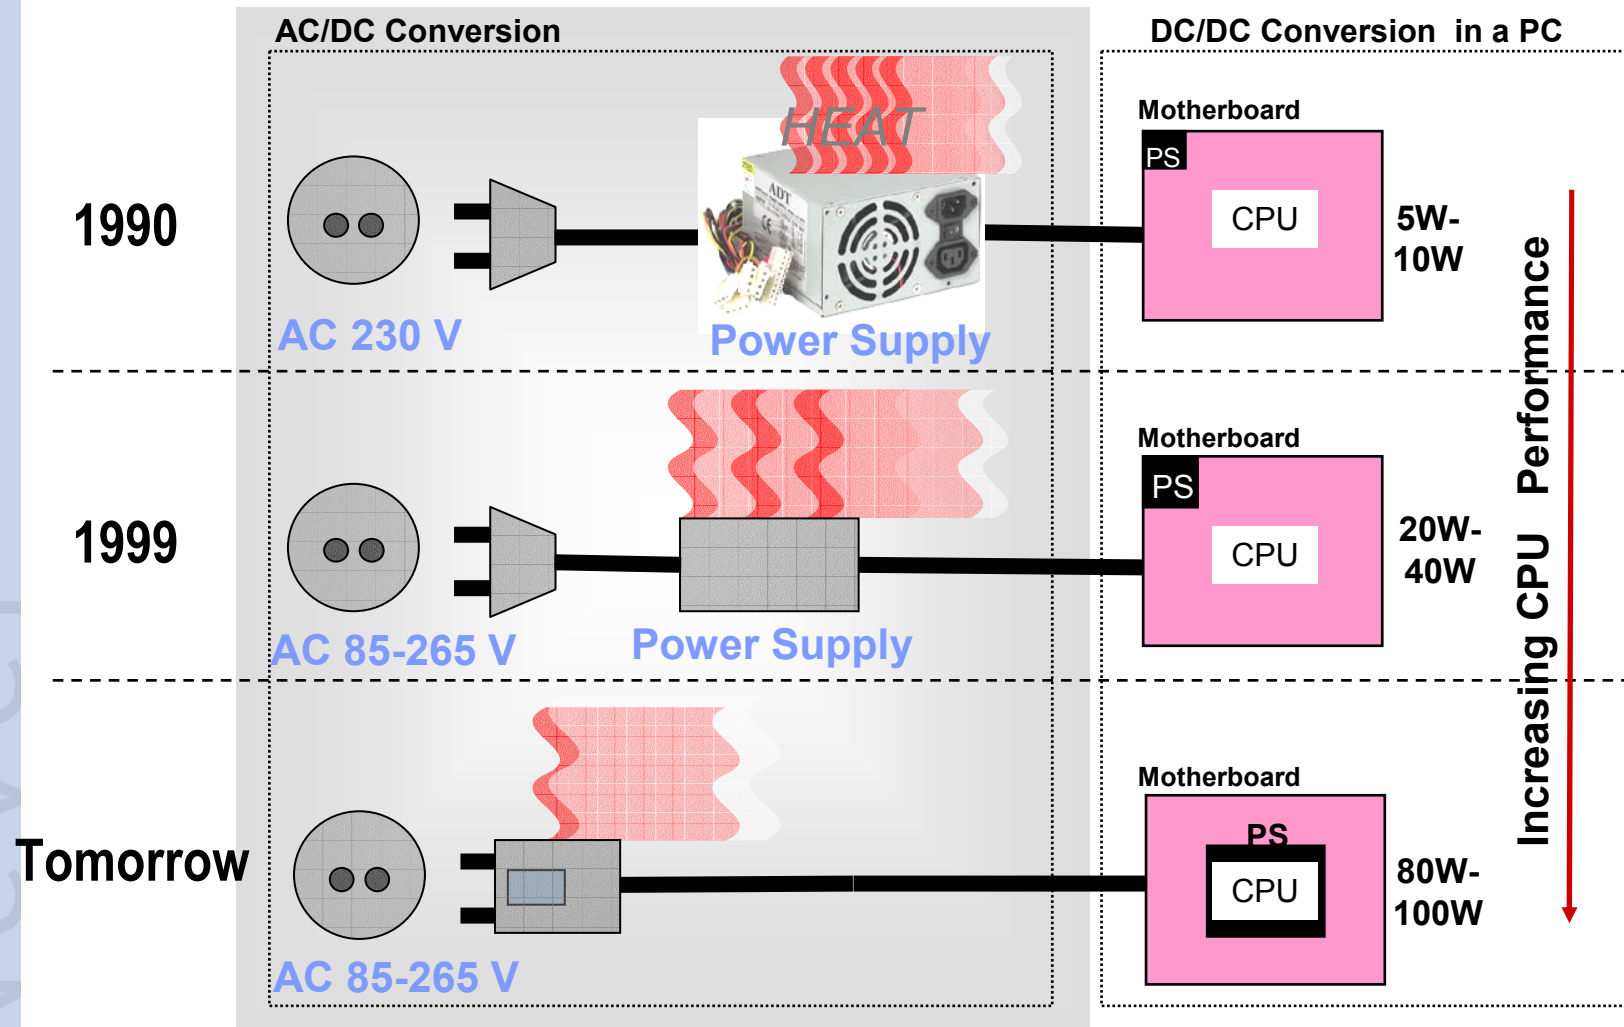 AC/DC Conversion
DC/DC Conversion in a PC
HEAT
ADT
Motherboard
PS
CPU
1990
5W-
10W
AC 230 V
Power Supply
Motherboard
PS
CPU
1999
20W-
40W
AC 85-265 V
Power Supply
Motherboard
PS
CPU
Tomorrow
80W-
100W
AC 85-265 V
Increasing CPU Performance